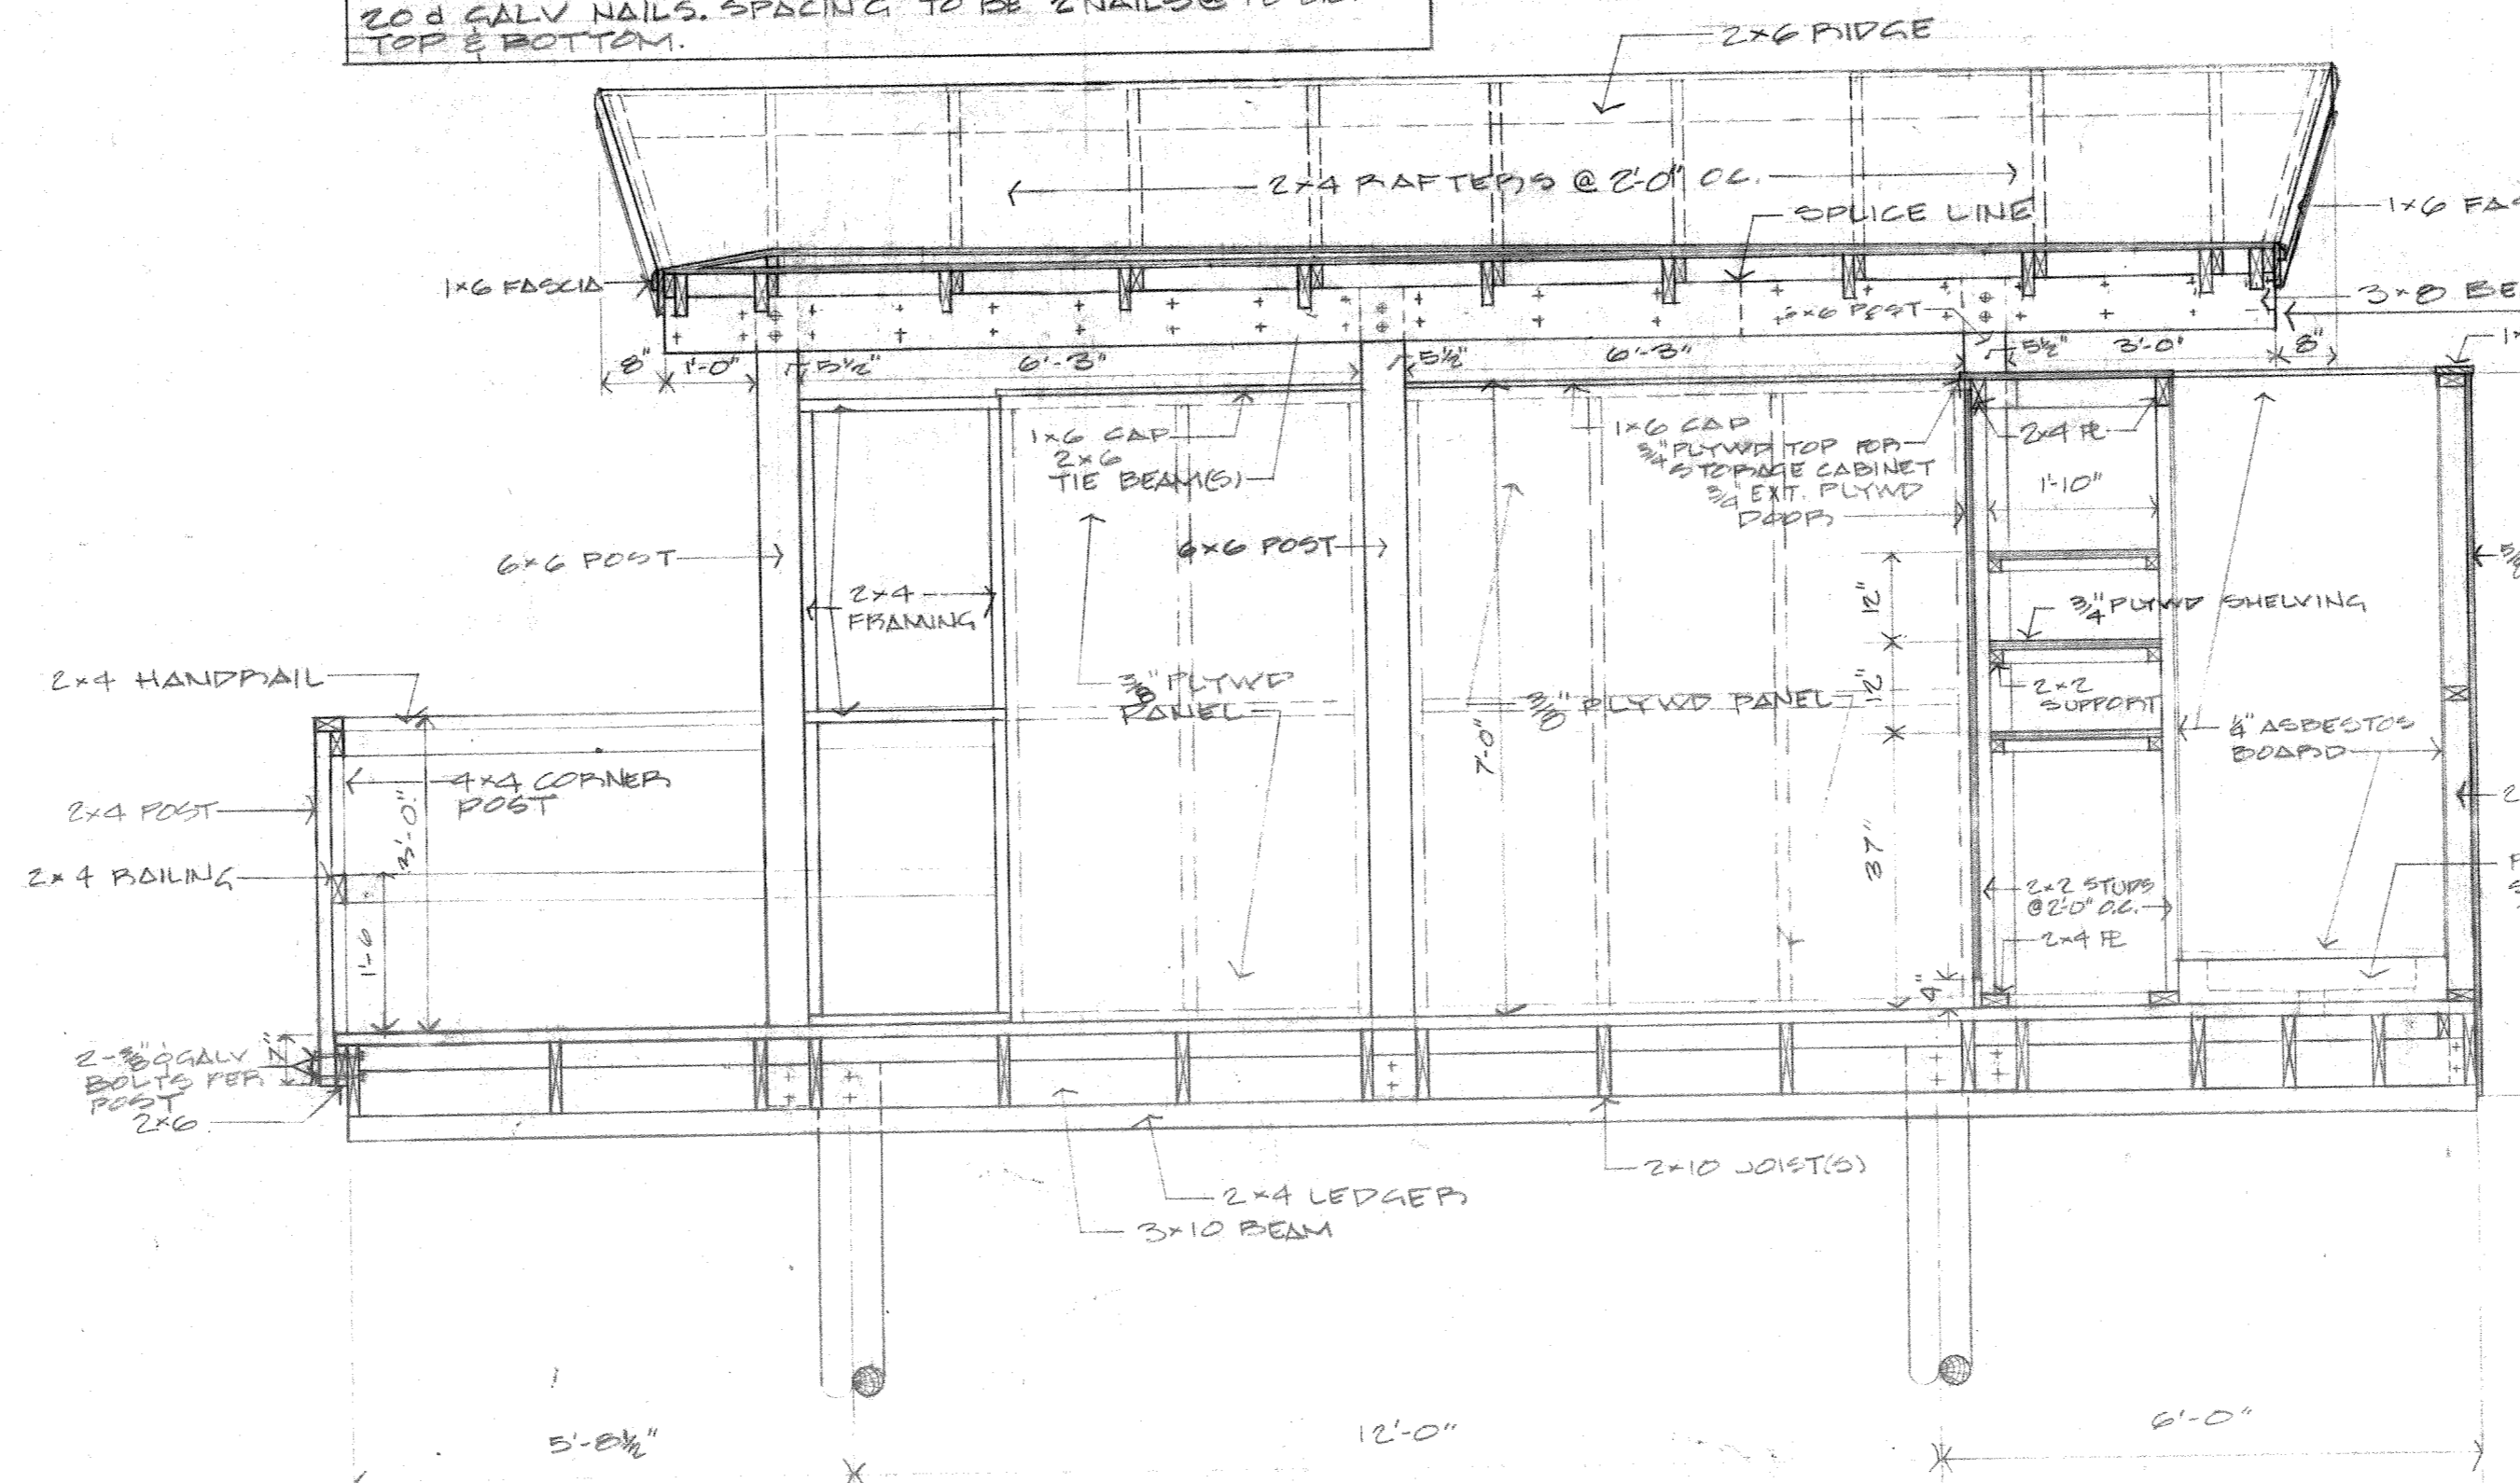 20 d GALV NAILS. SPACING TO BE 2 NAILS @
TOP & BOTTOM.
2×6 RIDGE
2×4 RAFTERS @ 2'-0" O.C.
SPLICE LINE
1×6
1×6 FASCIA
3×8
6×6 POST
8"
1'-0"
5½"
6'-3"
5½"
6'-3"
5½"
3'-0"
8"
1×6 CAP
2×6
TIE BEAM(S)
1×6 CAP
¾" PLYWD TOP FOR
STORAGE CABINET
¾" EXT. PLYWD
DOOR
2×4 PL
1'-10"
6×6 POST
6×6 POST
2×4
FRAMING
12"
¾" PLYWD SHELVING
2×4 HANDRAIL
⅜" PLYWD
PANEL
⅜" PLYWD PANEL
12"
2×2
SUPPORT
7'-0"
¼" ASBESTOS
BOARD
4×4 CORNER
POST
2×4 POST
3'-0"
2×4 RAILING
37"
2×2 STUDS
@ 2'-0" O.C.
2×4 PL
1'-6
4"
2-⅜"φ GALV
BOLTS PER
POST
2×6
2×10 JOIST(S)
2×4 LEDGER
3×10 BEAM
5'-8½"
12'-0"
6'-0"